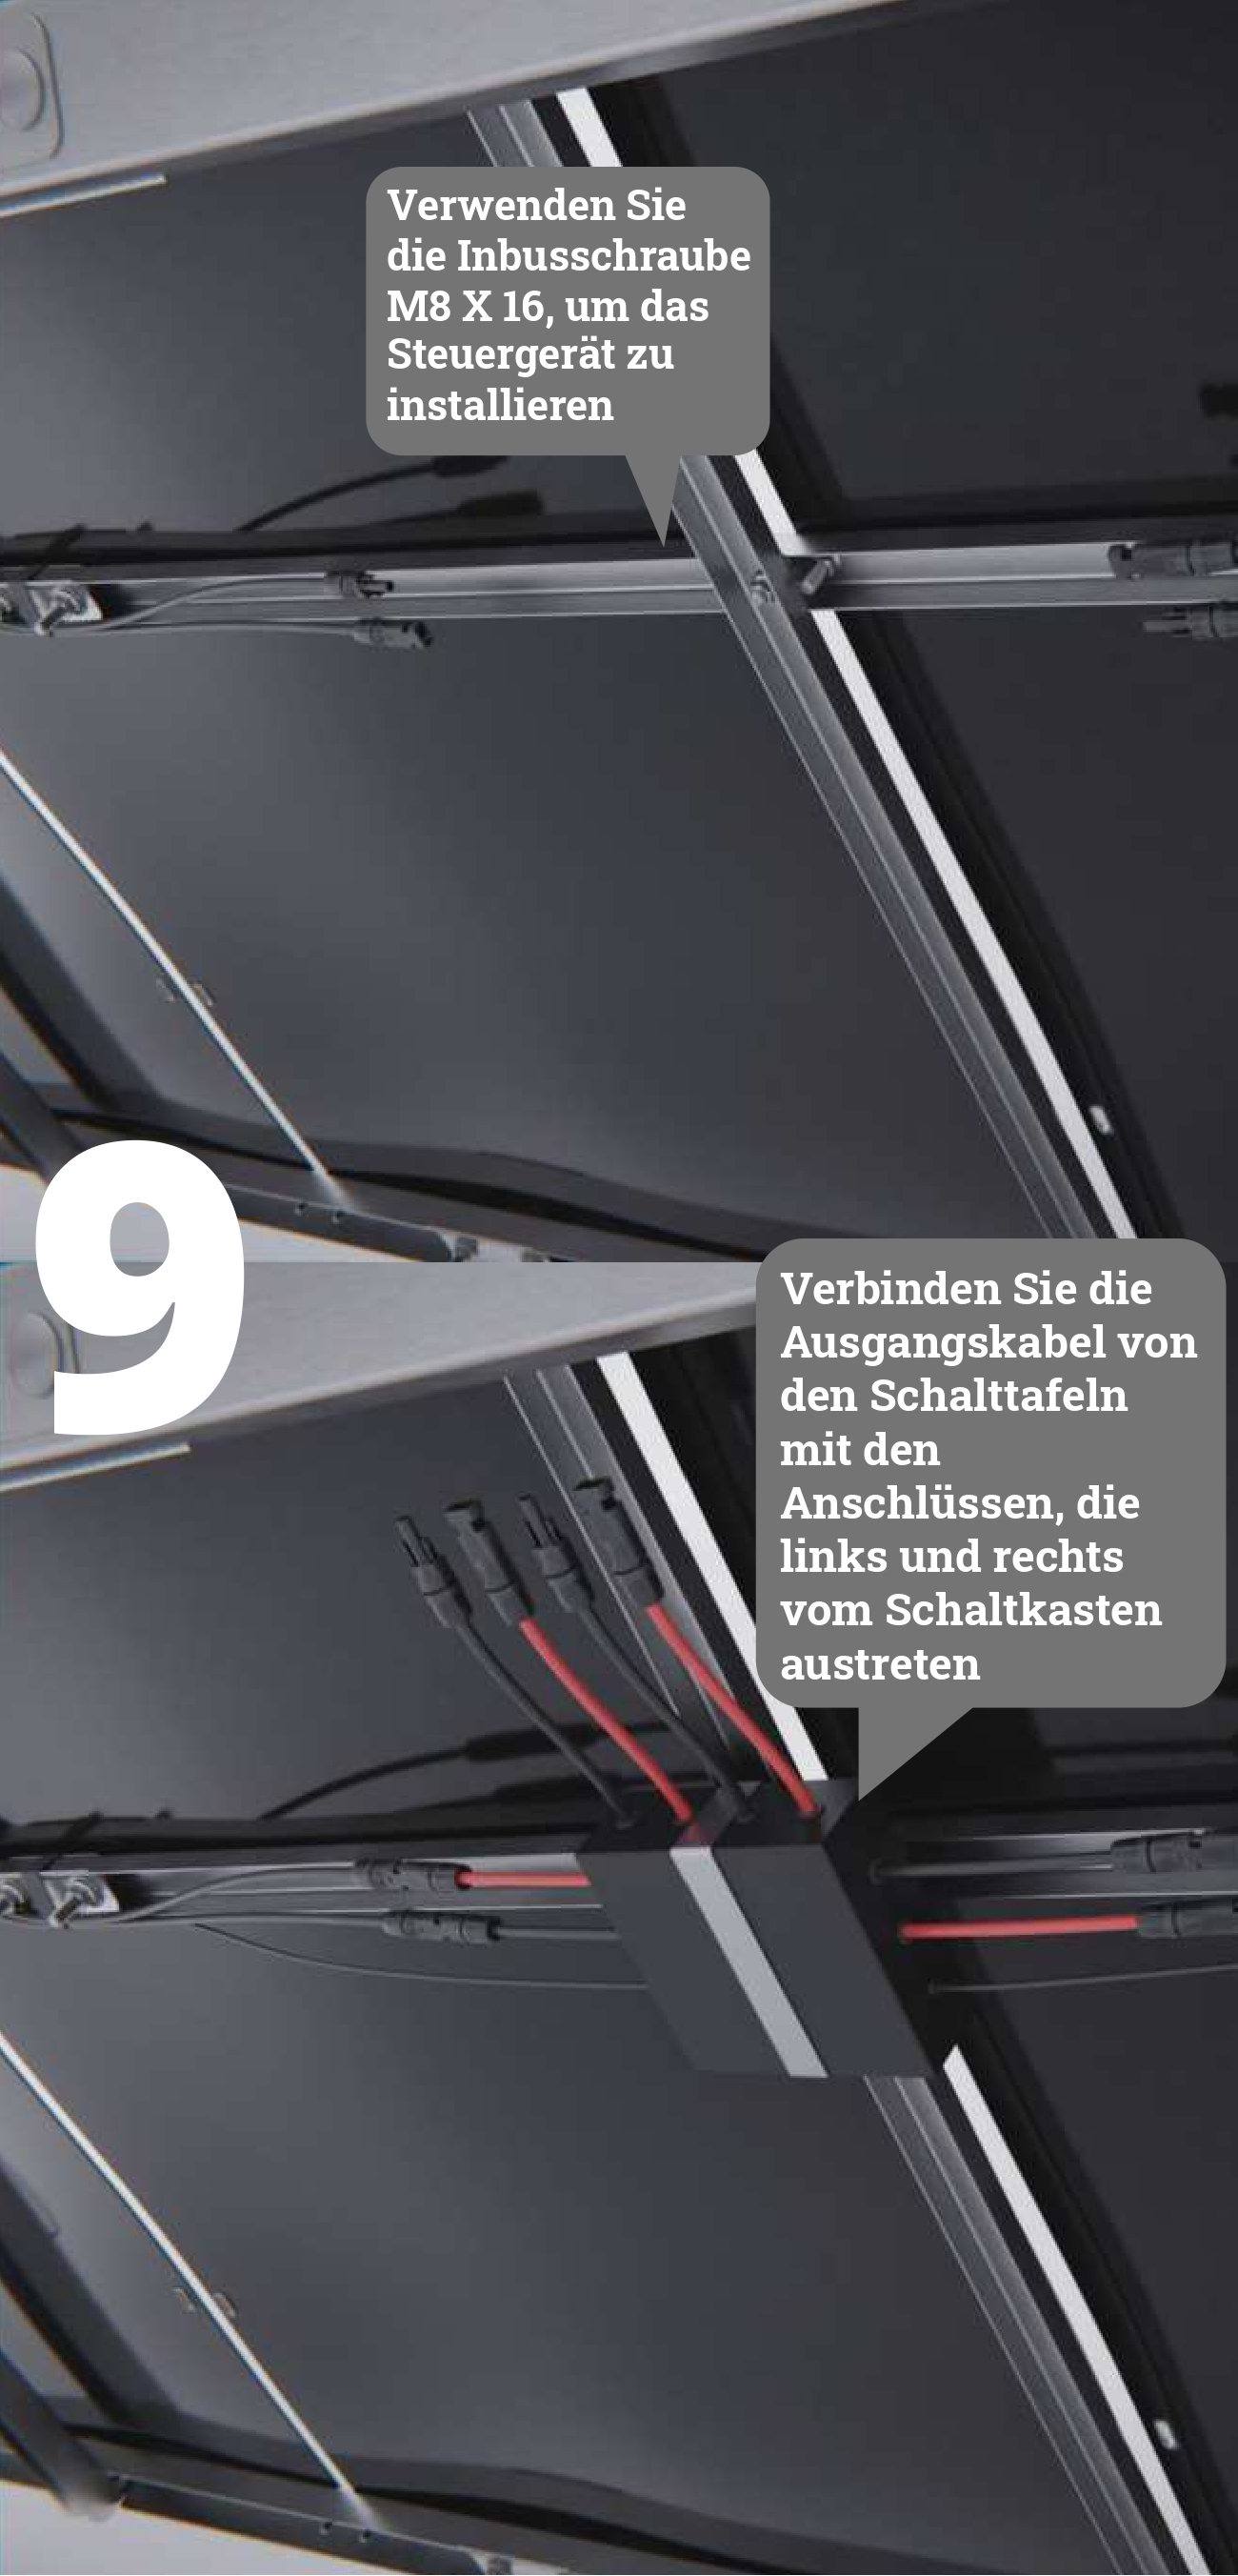 Verwenden Sie
die Inbusschraube
M8 X 16, um das
Steuergerät zu
installieren
9
Verbinden Sie die
Ausgangskabel von
den Schalttafeln
mit den
Anschlüssen, die
links und rechts
vom Schaltkasten
austreten